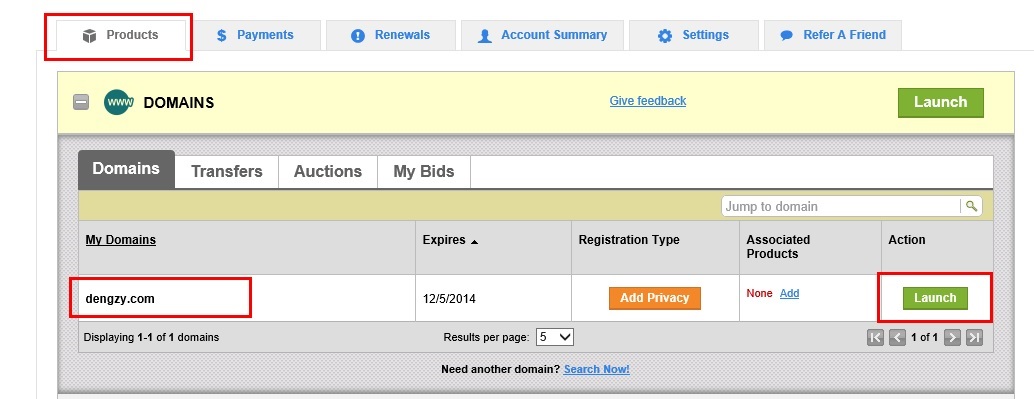 Products
Payments
Renewals
Account Summary
Settings
Refer A Friend
www DOMAINS
Give feedback
Launch
Domains
Transfers
Auctions
My Bids
Jump to domain
My Domains
Expires
Registration Type
Associated
Products
Action
dengzy.com
12/5/2014
Add Privacy
None Add
Launch
Displaying 1-1 of 1 domains
Results per page: 5
1 of 1
Need another domain? Search Now!